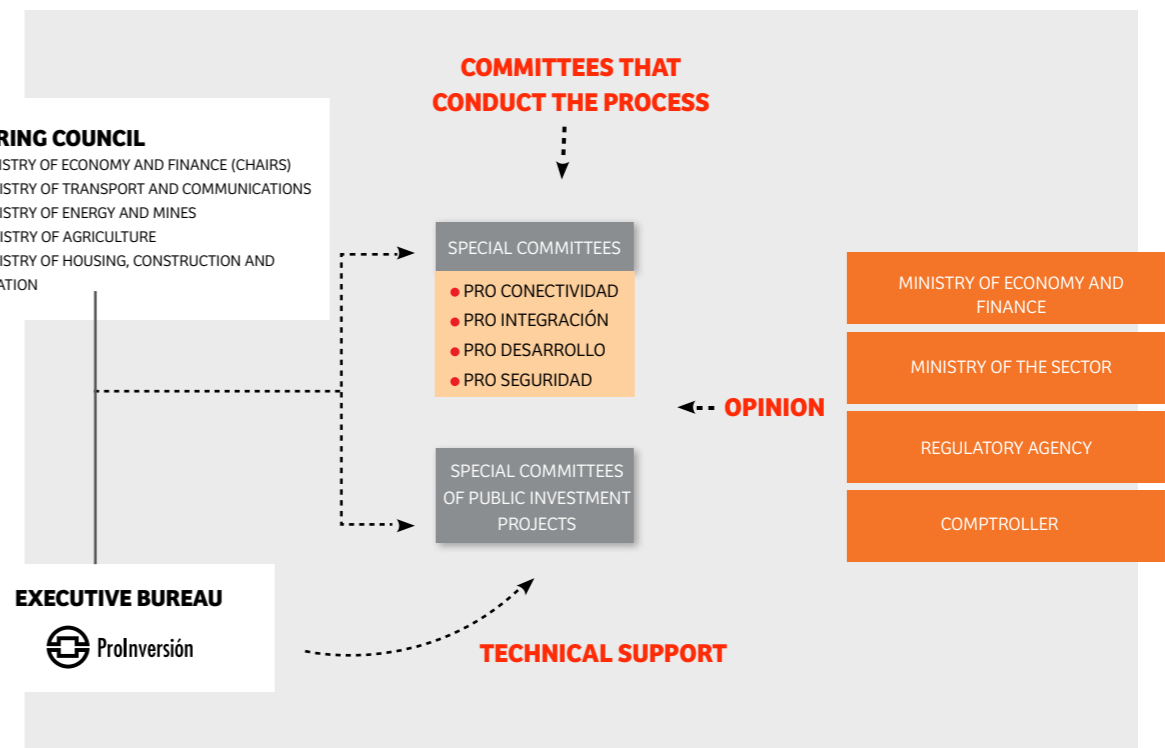 COMMITTEES THAT
CONDUCT THE PROCESS
RING COUNCIL
ISTRY OF ECONOMY AND FINANCE (CHAIRS)
ISTRY OF TRANSPORT AND COMMUNICATIONS
ISTRY OF ENERGY AND MINES
ISTRY OF AGRICULTURE
ISTRY OF HOUSING, CONSTRUCTION AND
ATION
SPECIAL COMMITTEES
• PRO CONECTIVIDAD
• PRO INTEGRACIÓN
• PRO DESARROLLO
• PRO SEGURIDAD
SPECIAL COMMITTEES
OF PUBLIC INVESTMENT
PROJECTS
OPINION
MINISTRY OF ECONOMY AND
FINANCE
MINISTRY OF THE SECTOR
REGULATORY AGENCY
COMPTROLLER
EXECUTIVE BUREAU
ProInversión
TECHNICAL SUPPORT